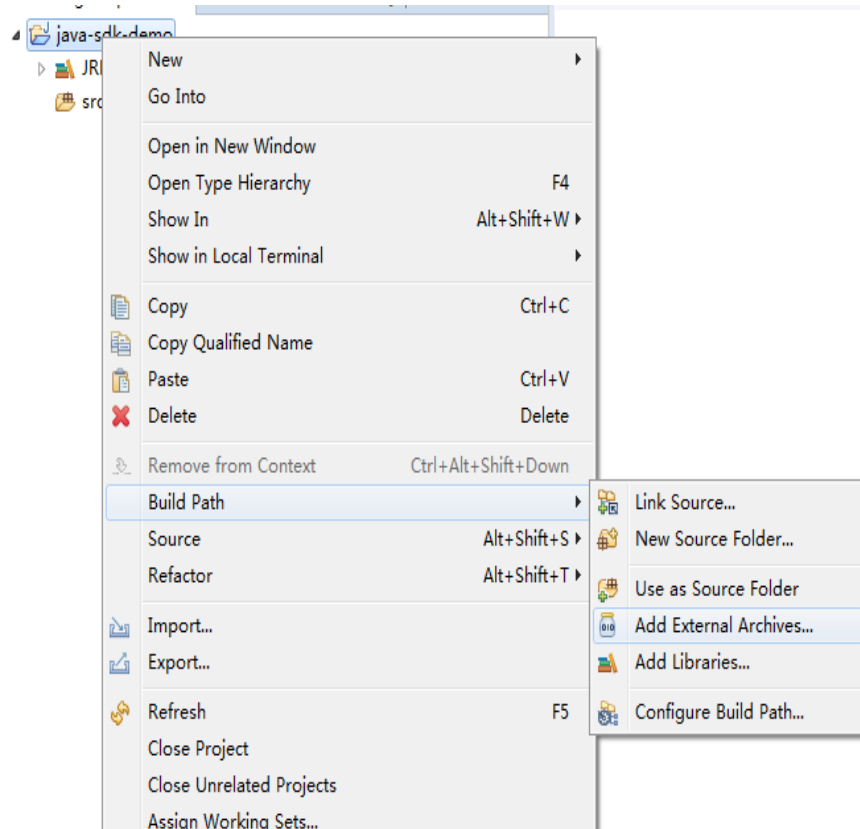 java-sdk-demo
New
Go Into
Open in New Window
Open Type Hierarchy F4
Show In Alt+Shift+W
Show in Local Terminal
Copy Ctrl+C
Copy Qualified Name
Paste Ctrl+V
Delete Delete
Remove from Context Ctrl+Alt+Shift+Down
Build Path
Source Alt+Shift+S
Refactor Alt+Shift+T
Import...
Export...
Refresh F5
Close Project
Close Unrelated Projects
Assign Working Sets...
Link Source...
New Source Folder...
Use as Source Folder
Add External Archives...
Add Libraries...
Configure Build Path...